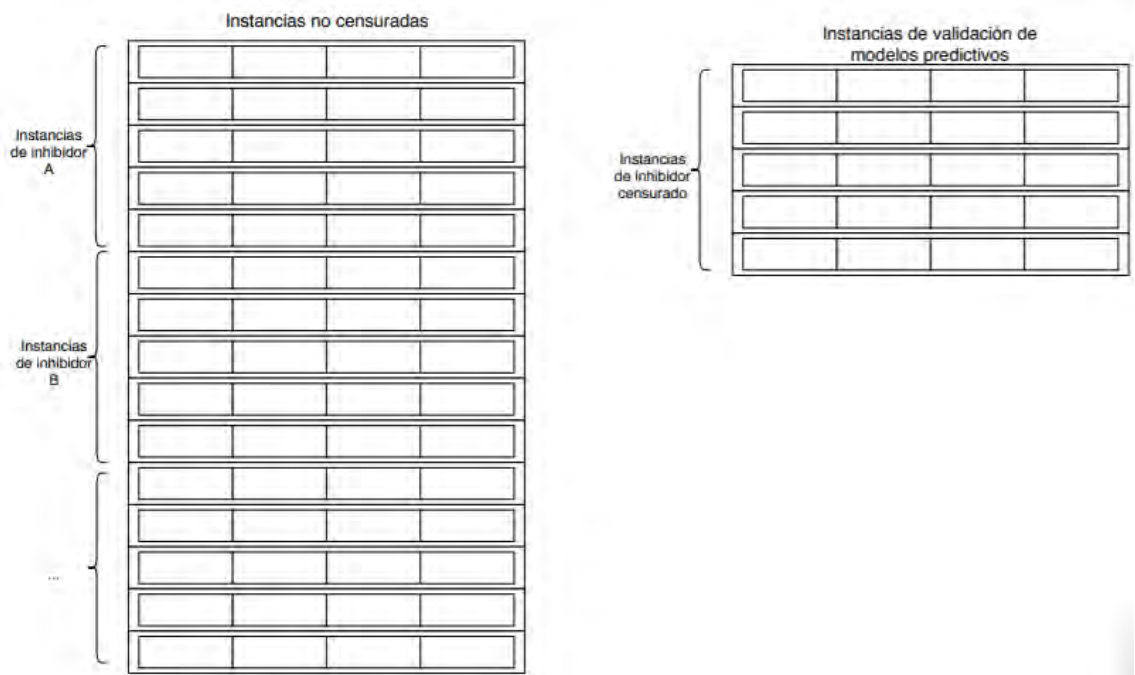 Instancias no censuradas
Instancias
de inhibidor
A
Instancias
de inhibidor
B
...
Instancias de validación de
modelos predictivos
Instancias
de inhibidor
censurado